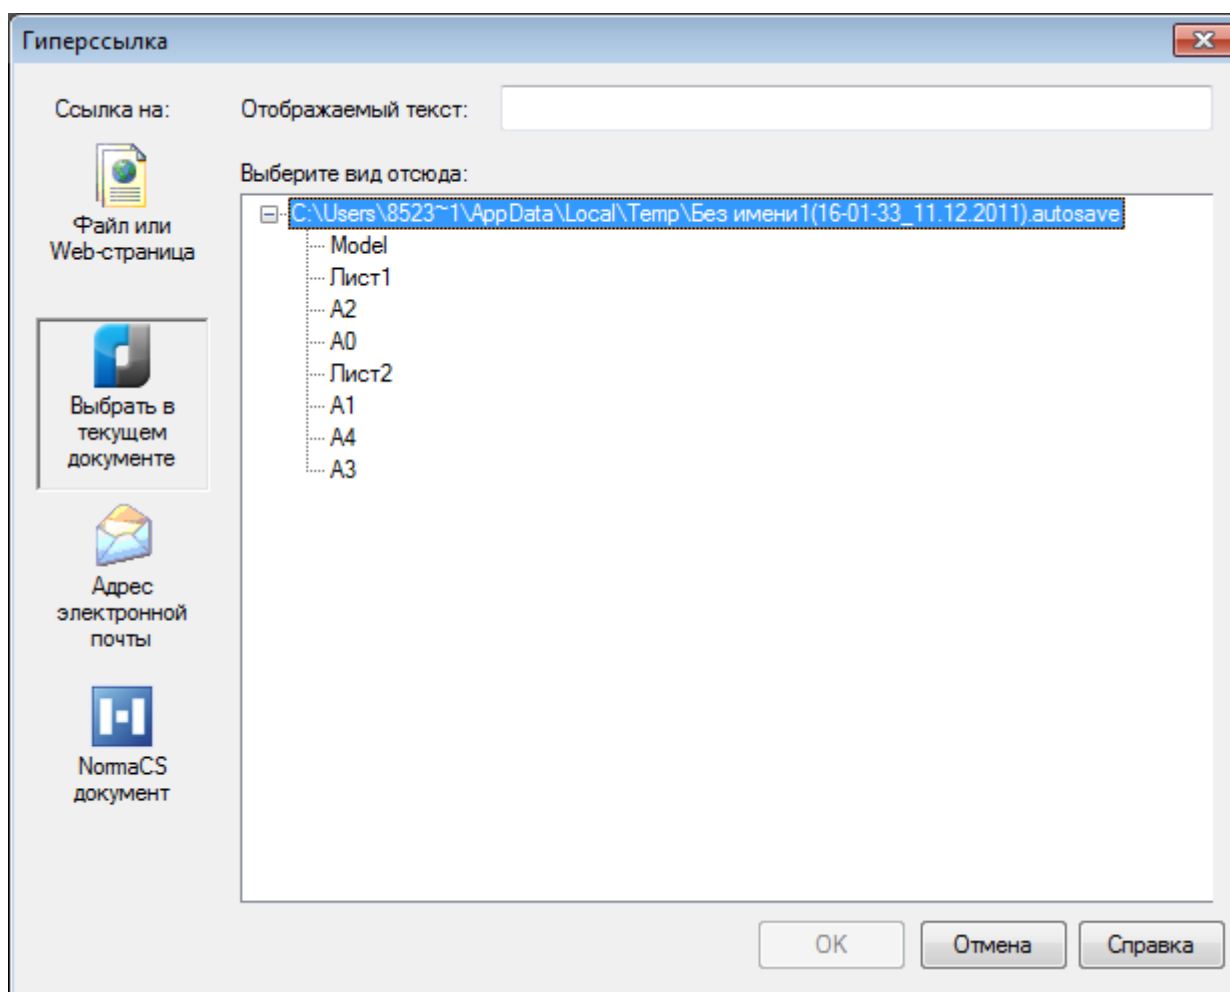 Гиперссылка
Ссылка на:
Отображаемый текст:
Файл или
Web-страница
Выбрать в
текущем
документе
Адрес
электронной
почты
NormaCS
документ
Выберите вид отсюда:
C:\Users\8523~1\AppData\Local\Temp\Без имени1(16-01-33_11.12.2011).autosave
Model
Лист1
A2
A0
Лист2
A1
A4
A3
OK
Отмена
Справка